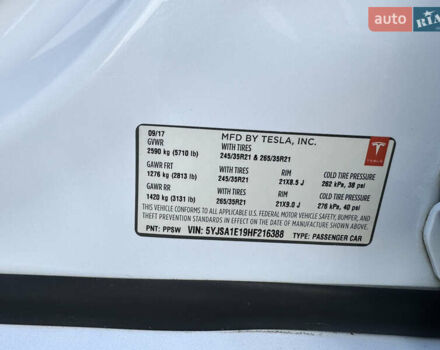 auto RIA
09/17 MFD BY TESLA, INC.
GVWR WITH TIRES
2590 kg (5710 lb) 245/35R21 & 265/35R21
TESLA
GAWR FRT WITH TIRES RIM COLD TIRE PRESSURE
1276 kg (2813 lb) 245/35R21 21X8.5 J 262 kPa, 38 psi
GAWR RR WITH TIRES RIM COLD TIRE PRESSURE
1420 kg (3131 lb) 265/35R21 21X9.0 J 276 kPa, 40 psi
THIS VEHICLE CONFORMS TO ALL APPLICABLE U.S. FEDERAL MOTOR VEHICLE SAFETY, BUMPER, AND
THEFT PREVENTION STANDARDS IN EFFECT ON THE DATE OF MANUFACTURE SHOWN ABOVE.
VIN: 5YJSA1E19HF216388
PNT: PPSW TYPE: PASSENGER CAR